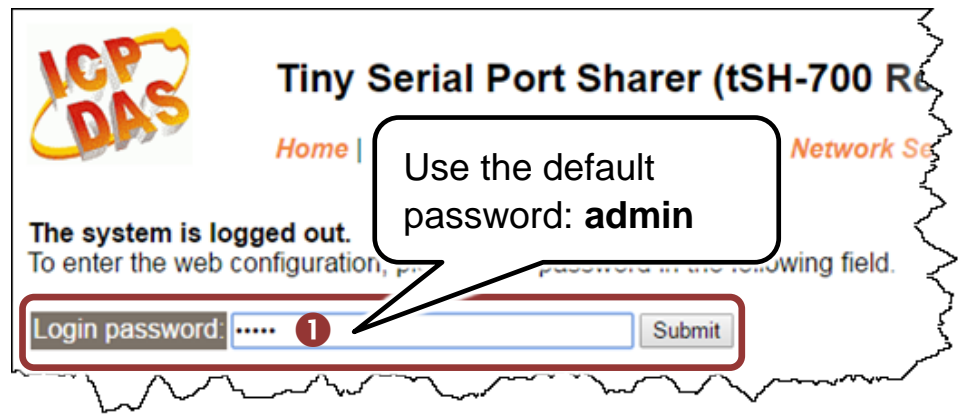 ICP
DAS
Tiny Serial Port Sharer (tSH-700 Re
Home |
Network Se
Use the default
password: admin
The system is logged out.
To enter the web configuration, password in the following field.
Login password: ••••• 1
Submit